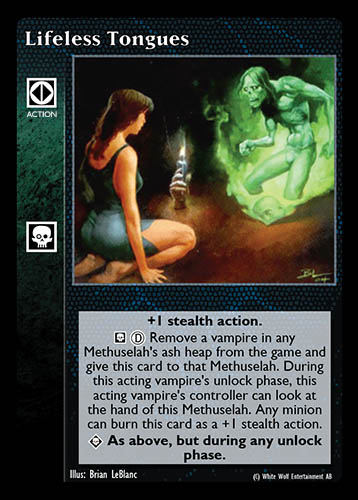 Lifeless Tongues
ACTION
+1 stealth action.
D Remove a vampire in any
Methuselah's ash heap from the game and
give this card to that Methuselah. During
this acting vampire's unlock phase, this
acting vampire's controller can look at
the hand of this Methuselah. Any minion
can burn this card as a +1 stealth action.
As above, but during any unlock
phase.
Illus: Brian LeBlanc
(C) White Wolf Entertainment AB